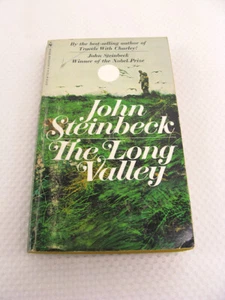 By the best-selling author of
Travels With Charley!
John Steinbeck
Winner of the Nobel Prize
John
Steinbeck
The Long
Valley